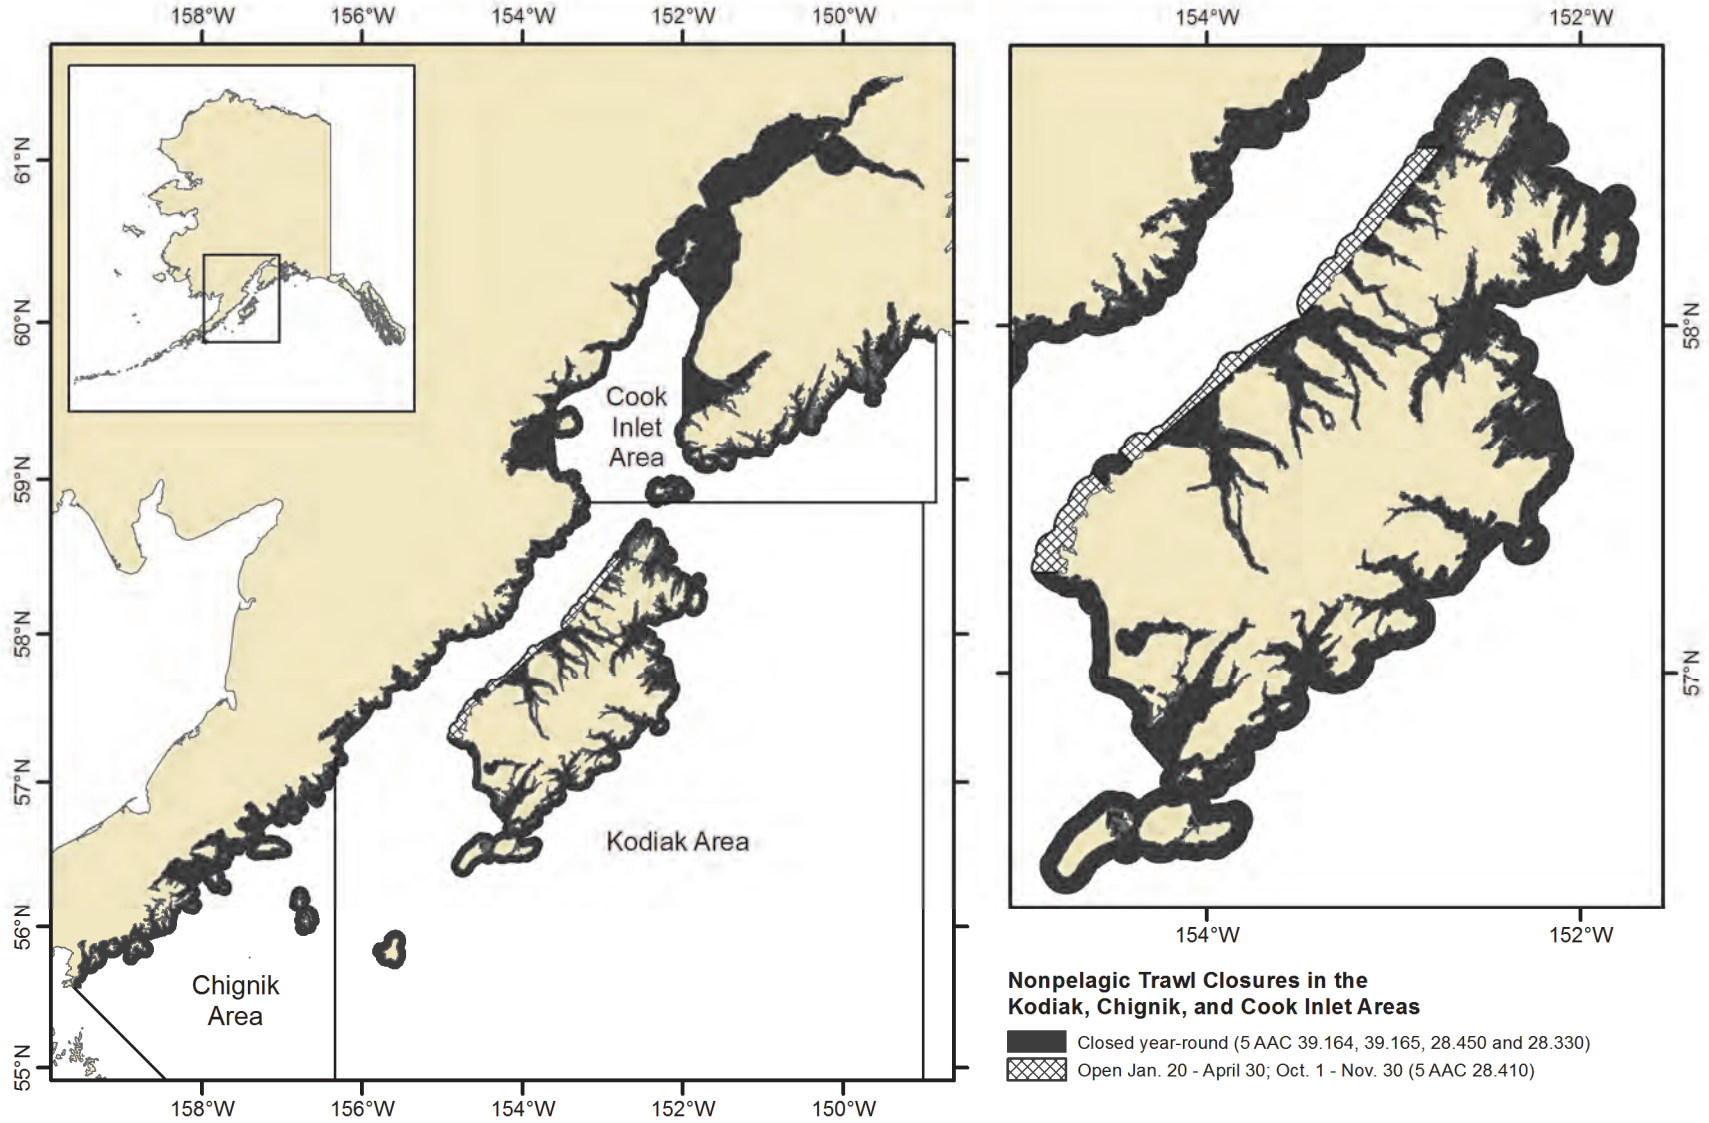 158°W 156°W 154°W 152°W 150°W
154°W 152°W
61°N
60°N
59°N
58°N
57°N
56°N
55°N
Cook
Inlet
Area
Kodiak Area
Chignik
Area
158°W 156°W 154°W 152°W 150°W
58°N
57°N
154°W 152°W
Nonpelagic Trawl Closures in the
Kodiak, Chignik, and Cook Inlet Areas
Closed year-round (5 AAC 39.164, 39.165, 28.450 and 28.330)
Open Jan. 20 - April 30; Oct. 1 - Nov. 30 (5 AAC 28.410)